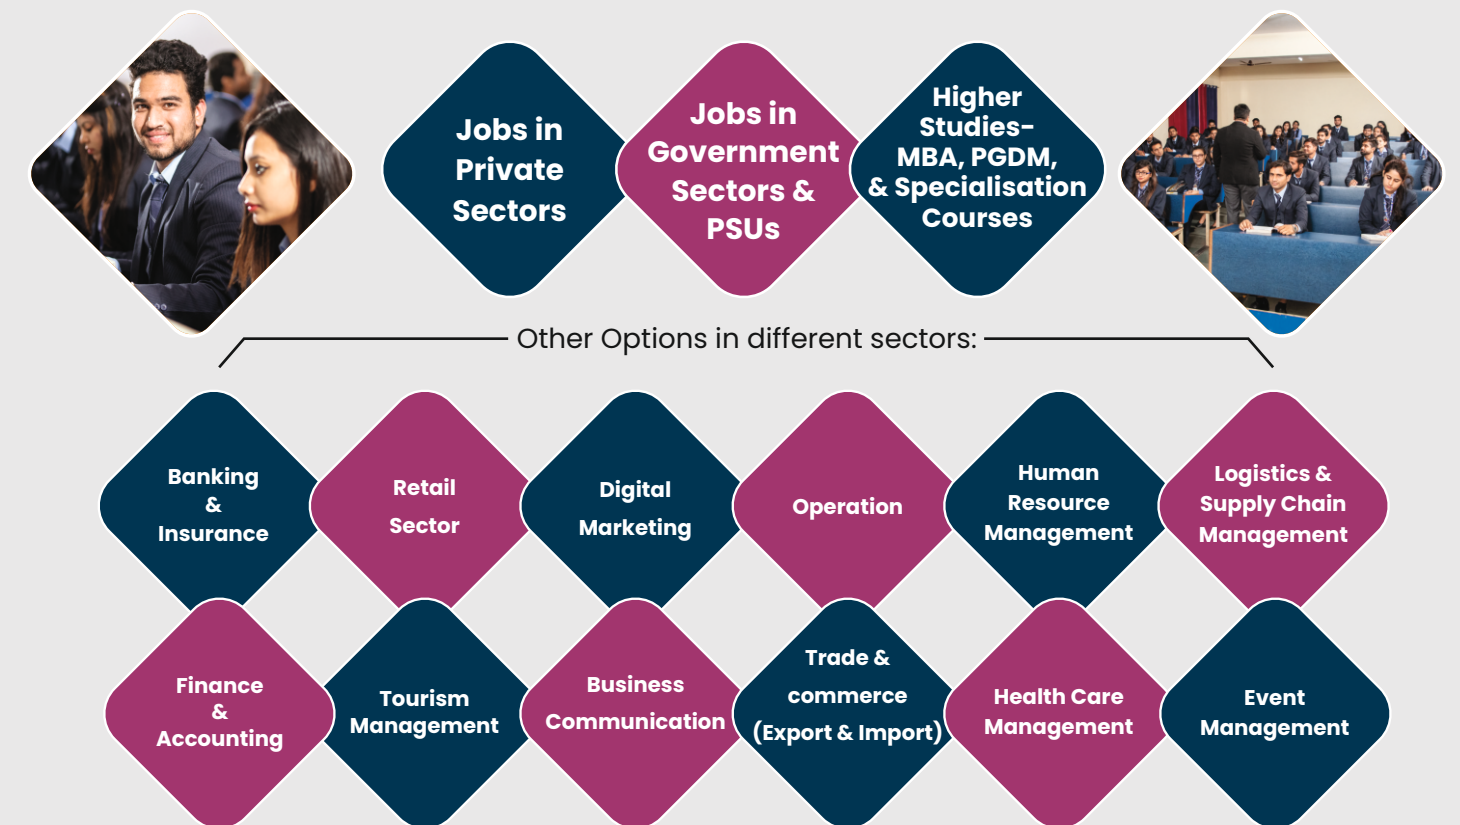 Jobs in
Private
Sectors
Jobs in
Government
Sectors &
PSUs
Higher
Studies-
MBA, PGDM,
& Specialisation
Courses
Other Options in different sectors:
Banking
&
Insurance
Retail
Sector
Digital
Marketing
Operation
Human
Resource
Management
Logistics &
Supply Chain
Management
Finance
&
Accounting
Tourism
Management
Business
Communication
Trade &
commerce
(Export & Import)
Health Care
Management
Event
Management